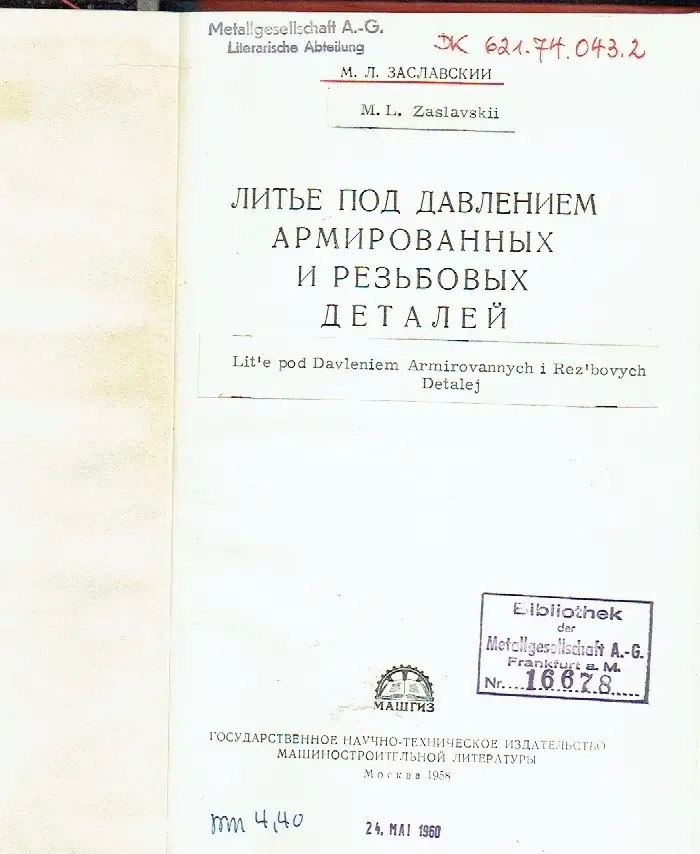 Metallgesellschaft A.-G.
Literarische Abteilung
DK 621.74.043.2
М. Л. ЗАСЛАВСКИИ
M. L. Zaslavskii
ЛИТЬЕ ПОД ДАВЛЕНИЕМ
АРМИРОВАННЫХ
И РЕЗЬБОВЫХ
ДЕТАЛЕЙ
Lit'e pod Davleniem Armirovannych i Rez'bovych
Detalej
Bibliothek
der
Metallgesellschaft A.-G.
Frankfurt a. M.
Nr....16678.....
МАШГИЗ
ГОСУДАРСТВЕННОЕ НАУЧНО-ТЕХНИЧЕСКОЕ ИЗДАТЕЛЬСТВО
МАШИНОСТРОИТЕЛЬНОЙ ЛИТЕРАТУРЫ
Москва 1958
4,40
24. MAI 1960